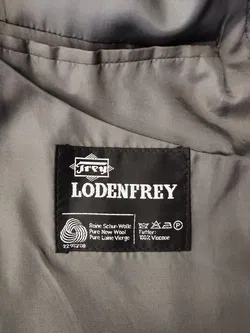 Frey
LODENFREY
Reine Schur-Wolle
Pure New Wool
Pure Laine Vierge
P
Futter:
100% Viscose